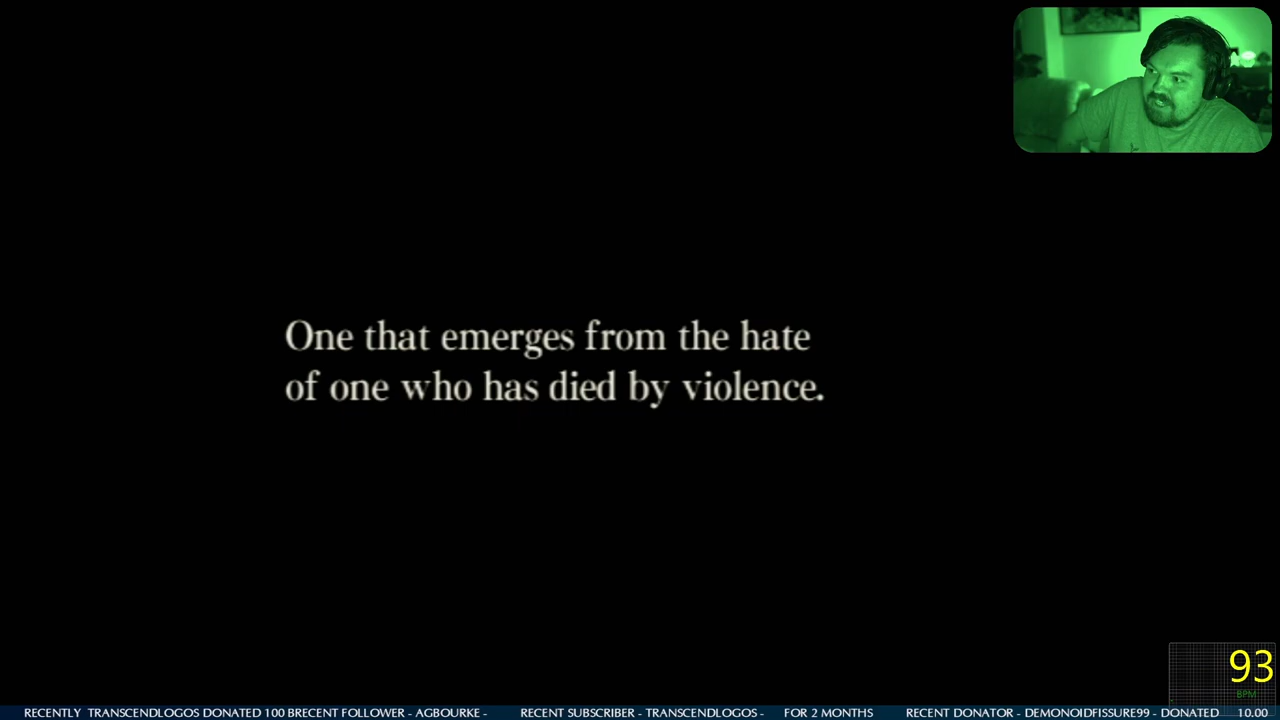 One that emerges from the hate
of one who has died by violence.
93
BPM
RECENTLY TRANSCENDLOGOS DONATED 100 BRECENT FOLLOWER - AGBOURKE - RECENT SUBSCRIBER - TRANSCENDLOGOS - FOR 2 MONTHS RECENT DONATOR - DEMONOIDFISSURE99 - DONATED 10.00